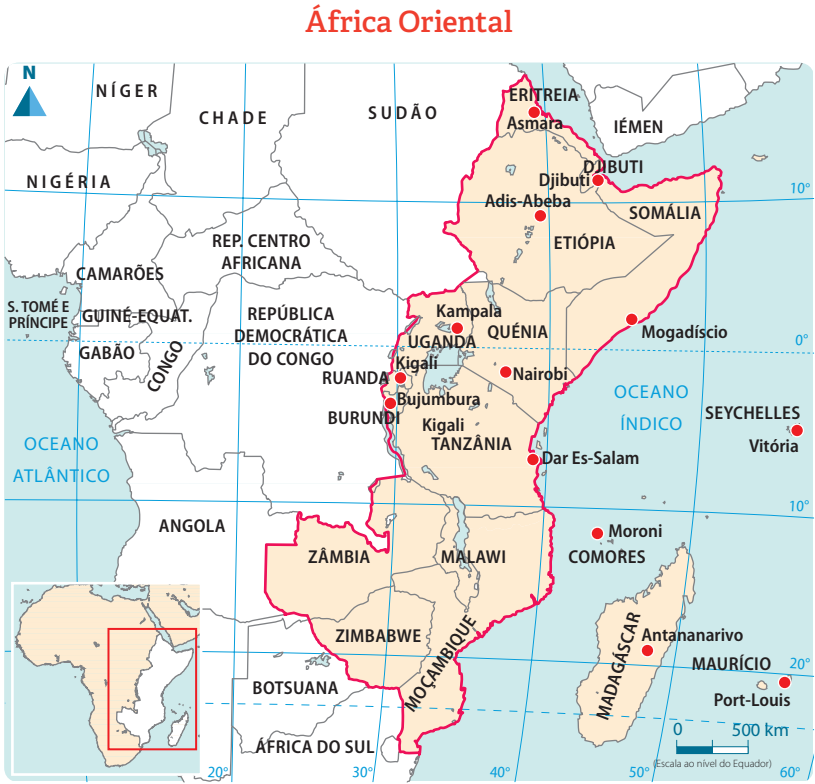 África Oriental
N
NÍGER
CHADE
SUDÃO
ERITREIA
Asmara
IÉMEN
NIGÉRIA
DJIBUTI
Djibuti
10°
Adis-Abeba
SOMÁLIA
ETIÓPIA
REP. CENTRO
AFRICANA
CAMARÕES
S. TOMÉ E
PRÍNCIPE
GUINÉ-EQUAT.
REPÚBLICA
DEMOCRÁTICA
DO CONGO
Kampala
UGANDA
QUÉNIA
Mogadíscio
0°
GABÃO
CONGO
Kigali
RUANDA
Nairobi
Bujumbura
BURUNDI
Kigali
TANZÂNIA
OCEANO
ÍNDICO
SEYCHELLES
Vitória
OCEANO
ATLÂNTICO
Dar Es-Salam
10°
ANGOLA
Moroni
COMORES
ZÂMBIA
MALAWI
ZIMBABWE
MOÇAMBIQUE
MADAGÁSCAR
Antananarivo
MAURÍCIO
20°
Port-Louis
BOTSUANA
ÁFRICA DO SUL
0 500 km
(Escala ao nível do Equador)
20°
30°
40°
50°
60°